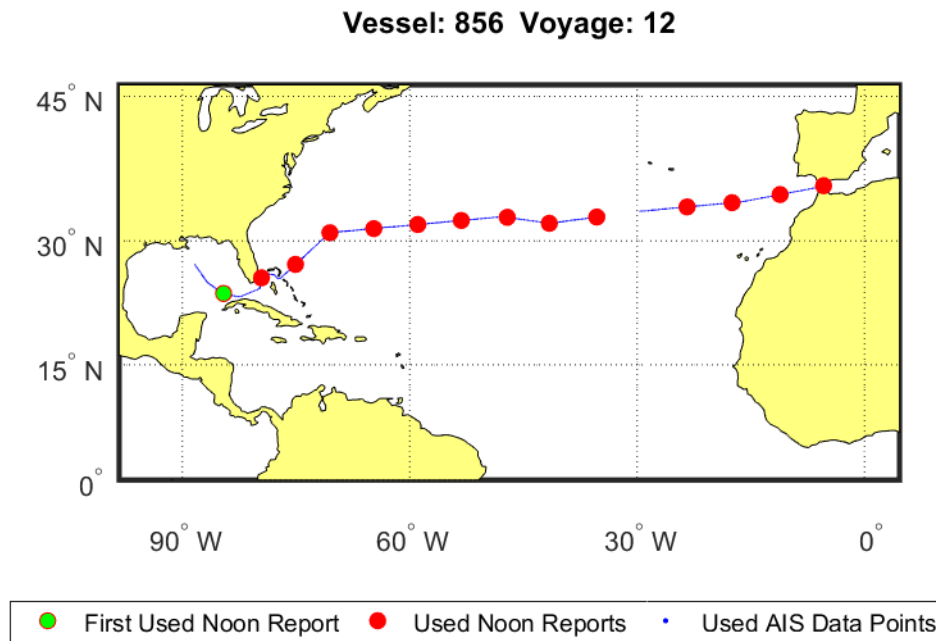 Vessel: 856 Voyage: 12
45° N
30° N
15° N
0°
90° W
60° W
30° W
0°
First Used Noon Report
Used Noon Reports
Used AIS Data Points